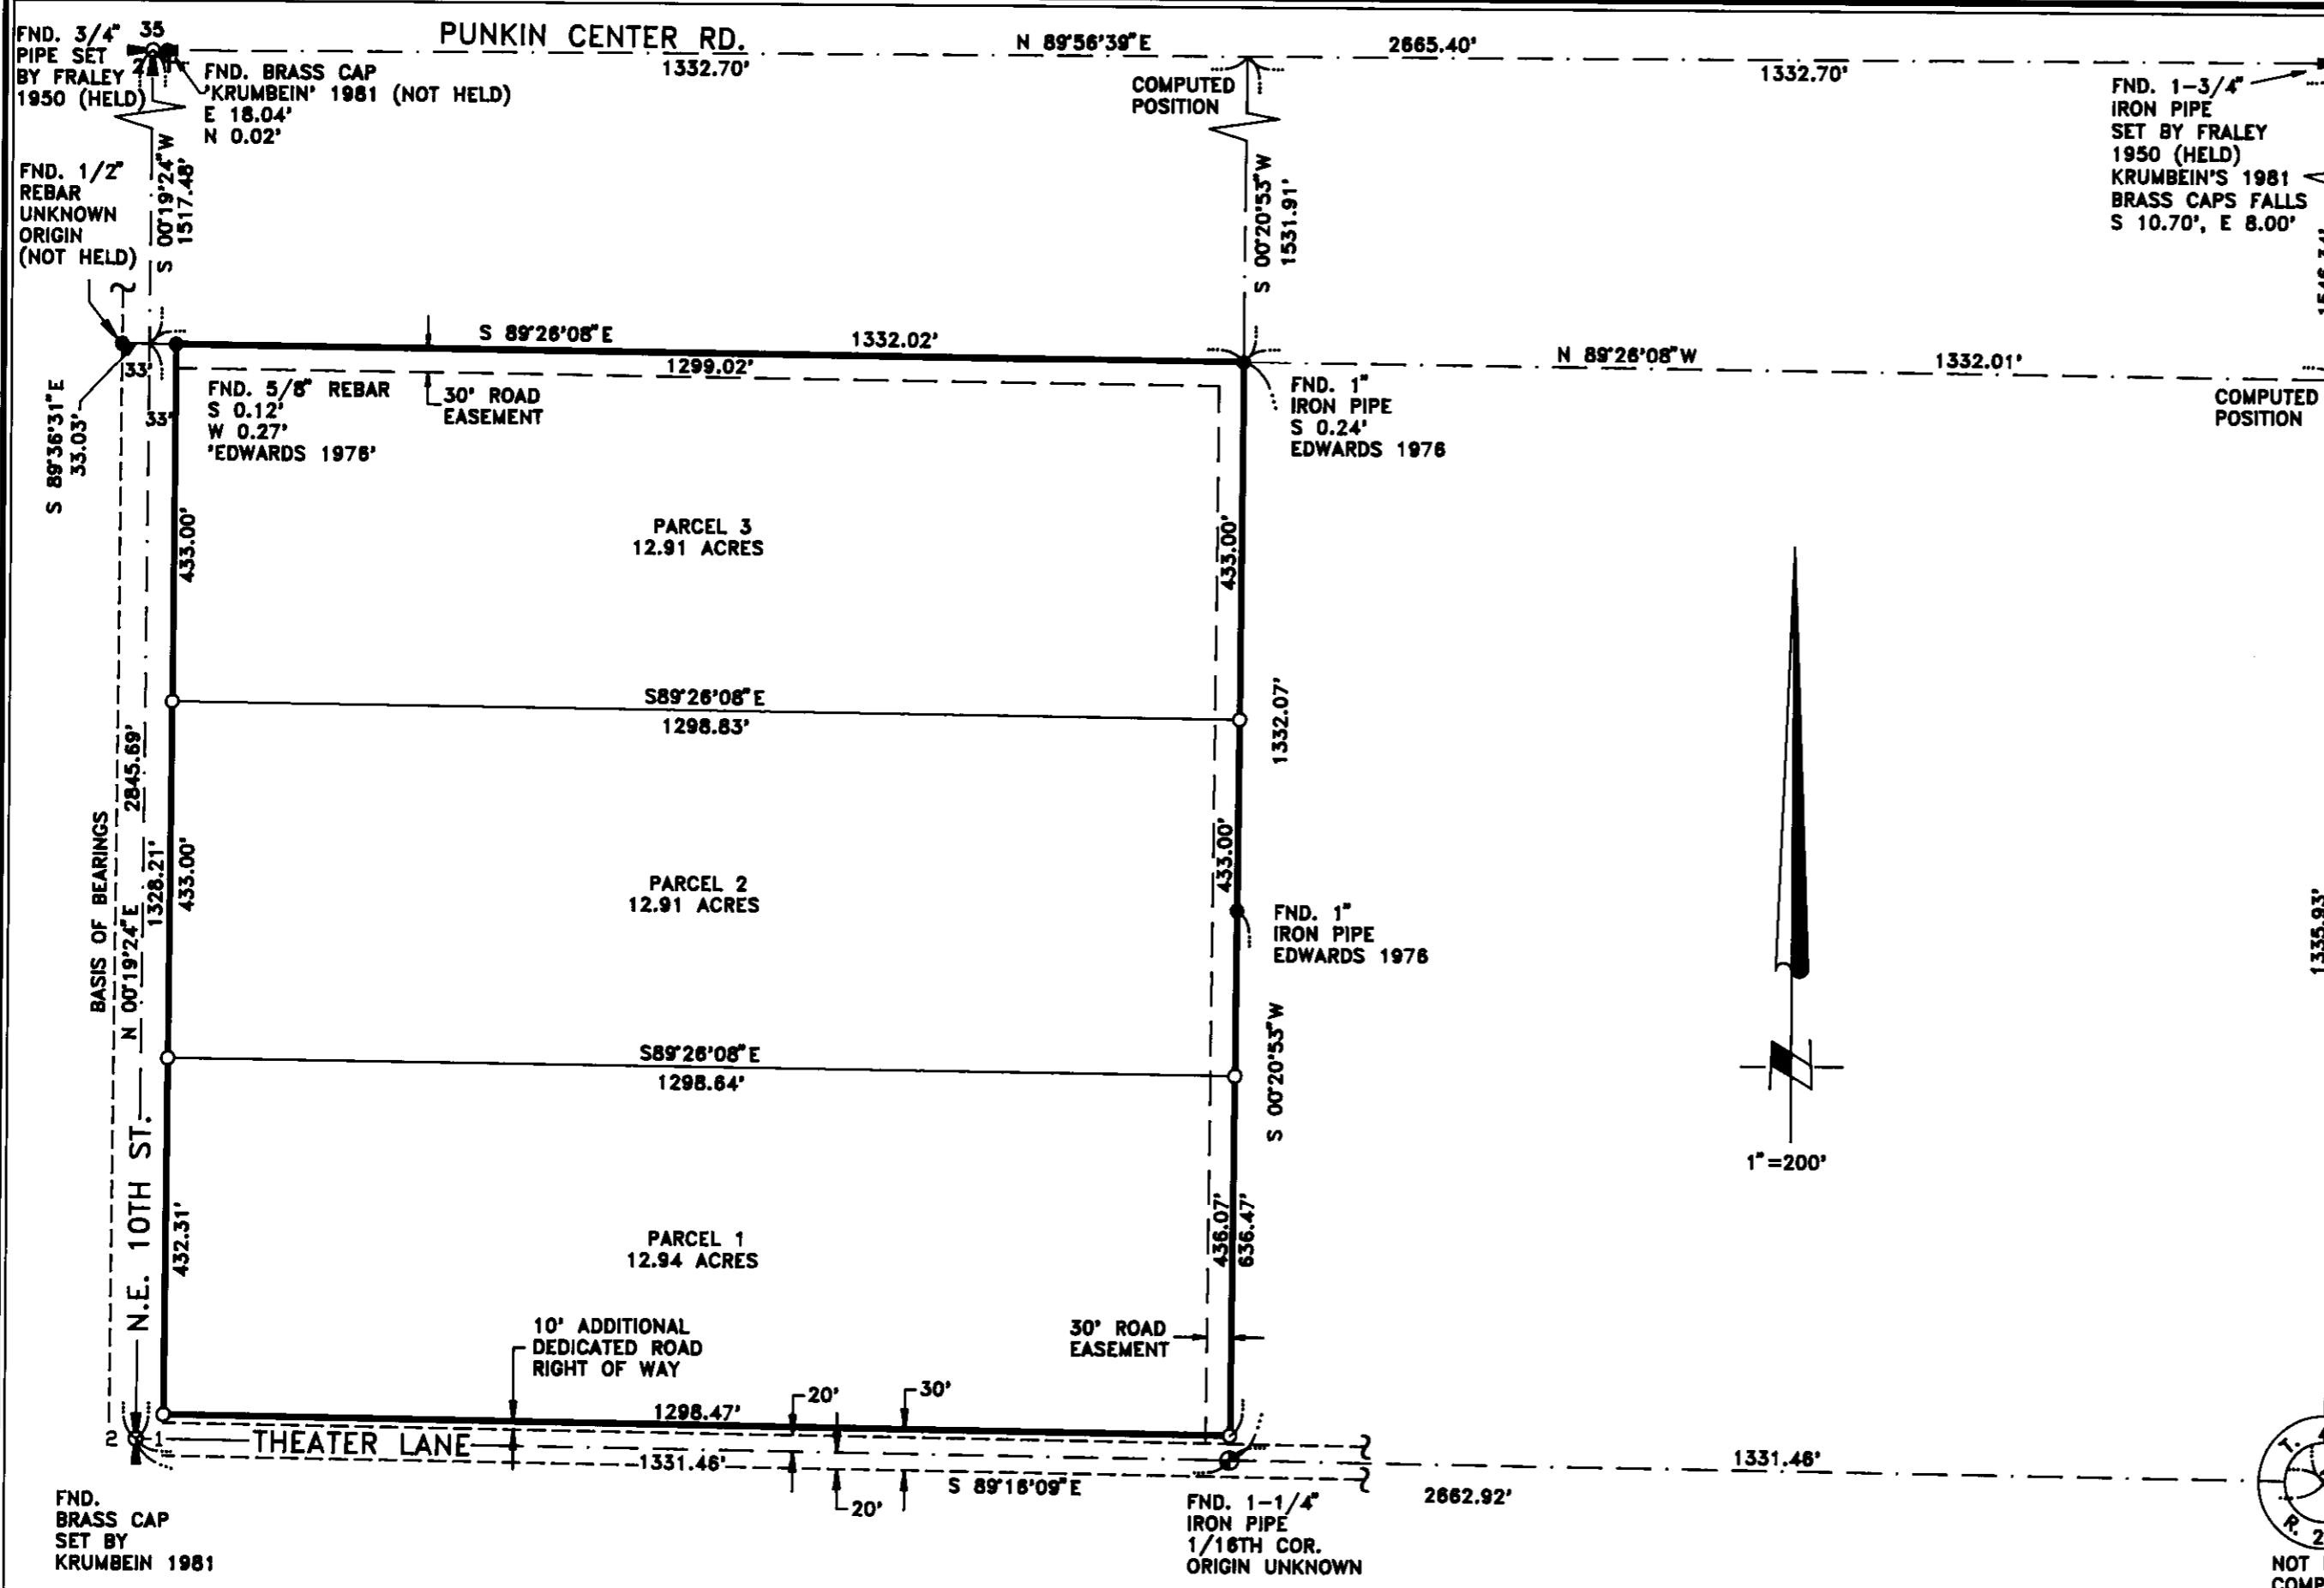 FND. 3/4"
PIPE SET
BY FRALEY
1950 (HELD)
35
2
PUNKIN CENTER RD.
1332.70'
N 89°56'39" E
2665.40'
1332.70'
FND. BRASS CAP
'KRUMBEIN' 1981 (NOT HELD)
E 18.04'
N 0.02'
COMPUTED
POSITION
FND. 1-3/4"
IRON PIPE
SET BY FRALEY
1950 (HELD)
KRUMBEIN'S 1981
BRASS CAPS FALLS
S 10.70', E 8.00'
FND. 1/2"
REBAR
UNKNOWN
ORIGIN
(NOT HELD)
S 00°19'24" W
1517.48'
S 00°20'53" W
1531.91'
S 89°26'08" E
1332.02'
1299.02'
N 89°26'08" W
1332.01'
COMPUTED
POSITION
33'
33'
S 89°36'31" E
33.03'
FND. 5/8" REBAR
S 0.12'
W 0.27'
'EDWARDS 1976'
30' ROAD
EASEMENT
FND. 1"
IRON PIPE
S 0.24'
EDWARDS 1976
433.00'
PARCEL 3
12.91 ACRES
433.00'
S89°26'08" E
1298.83'
1332.07'
BASIS OF BEARINGS
N 00°19'24" E
2845.69'
1328.21'
433.00'
PARCEL 2
12.91 ACRES
433.00'
FND. 1"
IRON PIPE
EDWARDS 1976
1335.93'
S89°26'08" E
1298.64'
S 00°20'53" W
1"=200'
N.E. 10TH ST.
432.31'
PARCEL 1
12.94 ACRES
436.07'
636.47'
10' ADDITIONAL
DEDICATED ROAD
RIGHT OF WAY
30' ROAD
EASEMENT
20'
30'
1298.47'
2
1
THEATER LANE
1331.46'
S 89°16'09" E
20'
1331.46'
2662.92'
FND.
BRASS CAP
SET BY
KRUMBEIN 1981
FND. 1-1/4"
IRON PIPE
1/16TH COR.
ORIGIN UNKNOWN
T.
R. 2
NOT